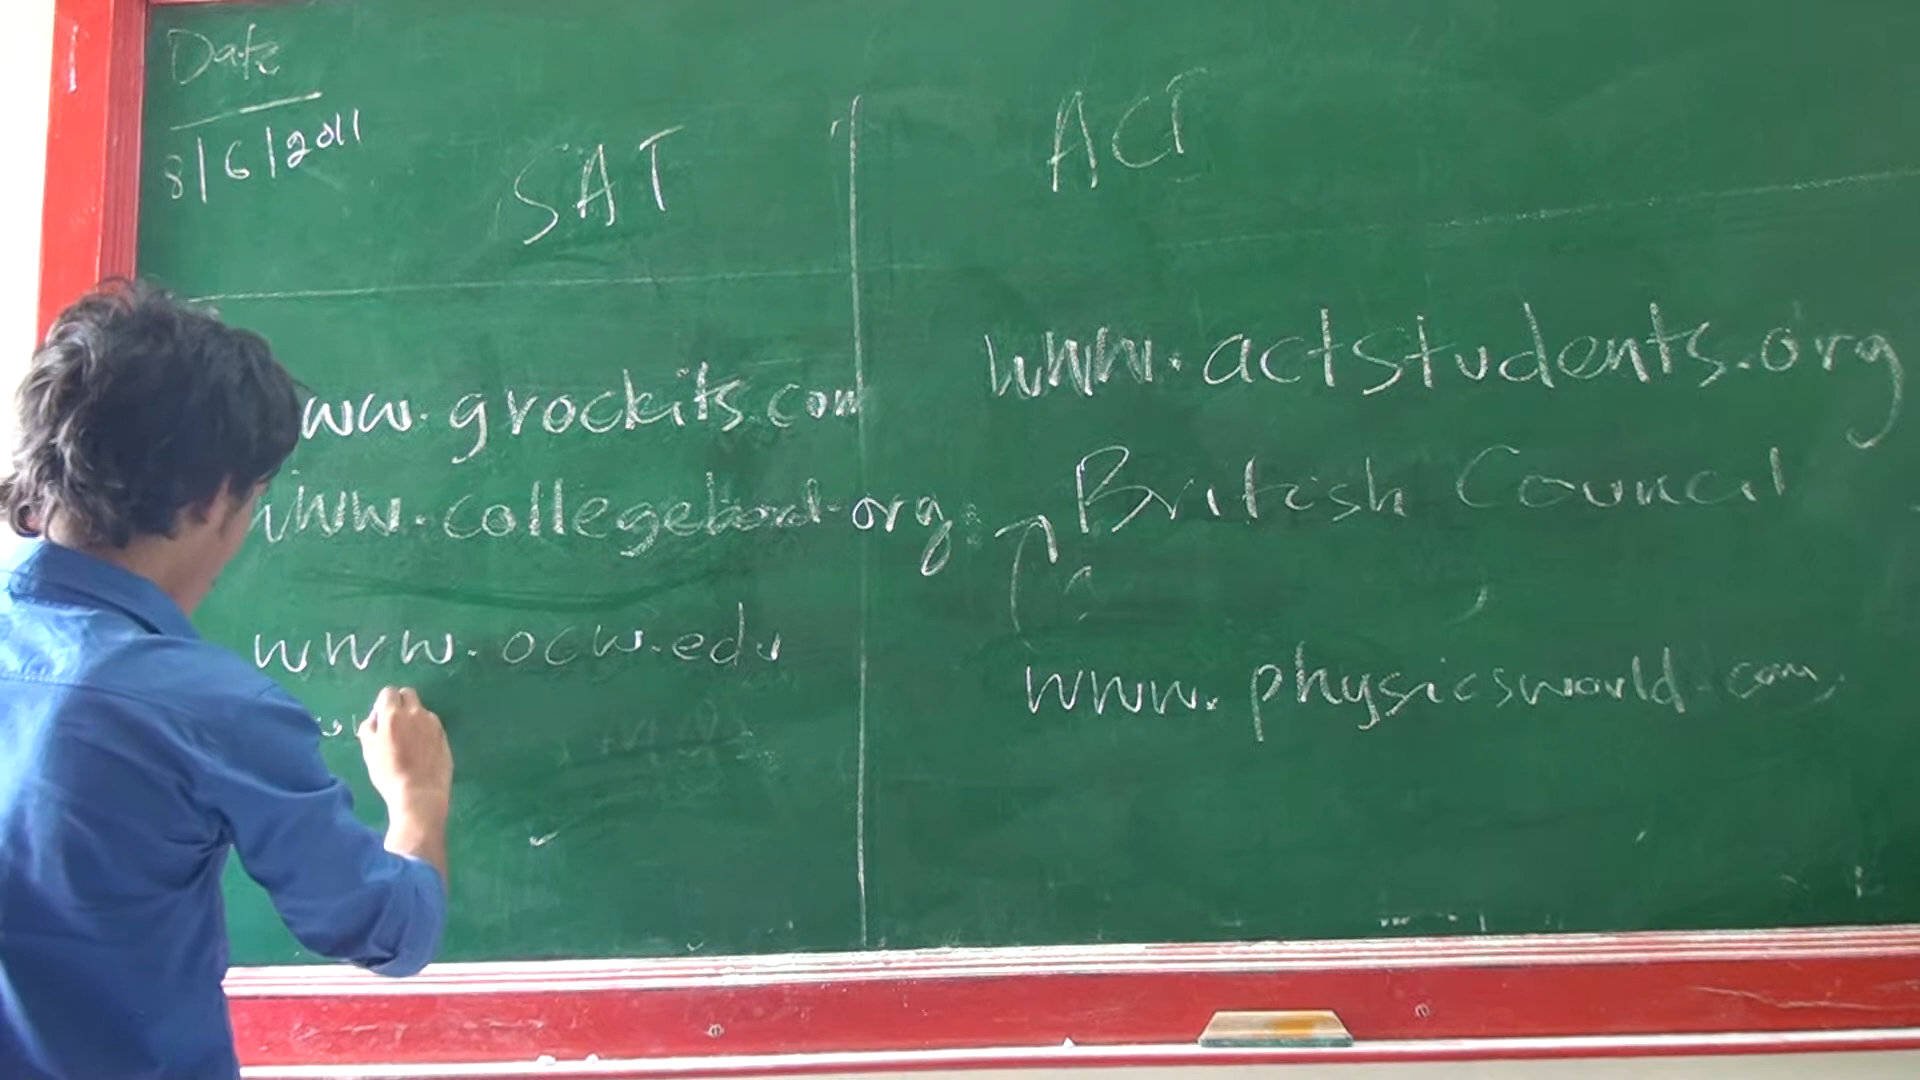 Date
8/6/2011
SAT
www.grockits.com
www.collegebord.org
www.ocw.edu
ACT
www.actstudents.org
British Council
www.physicsworld.com